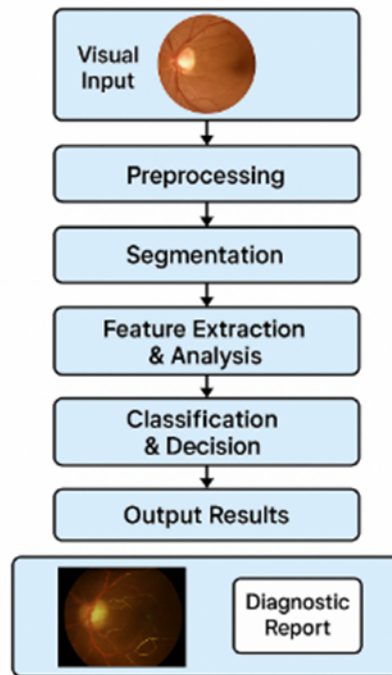 Visual
Input
Preprocessing
Segmentation
Feature Extraction
& Analysis
Classification
& Decision
Output Results
Diagnostic
Report